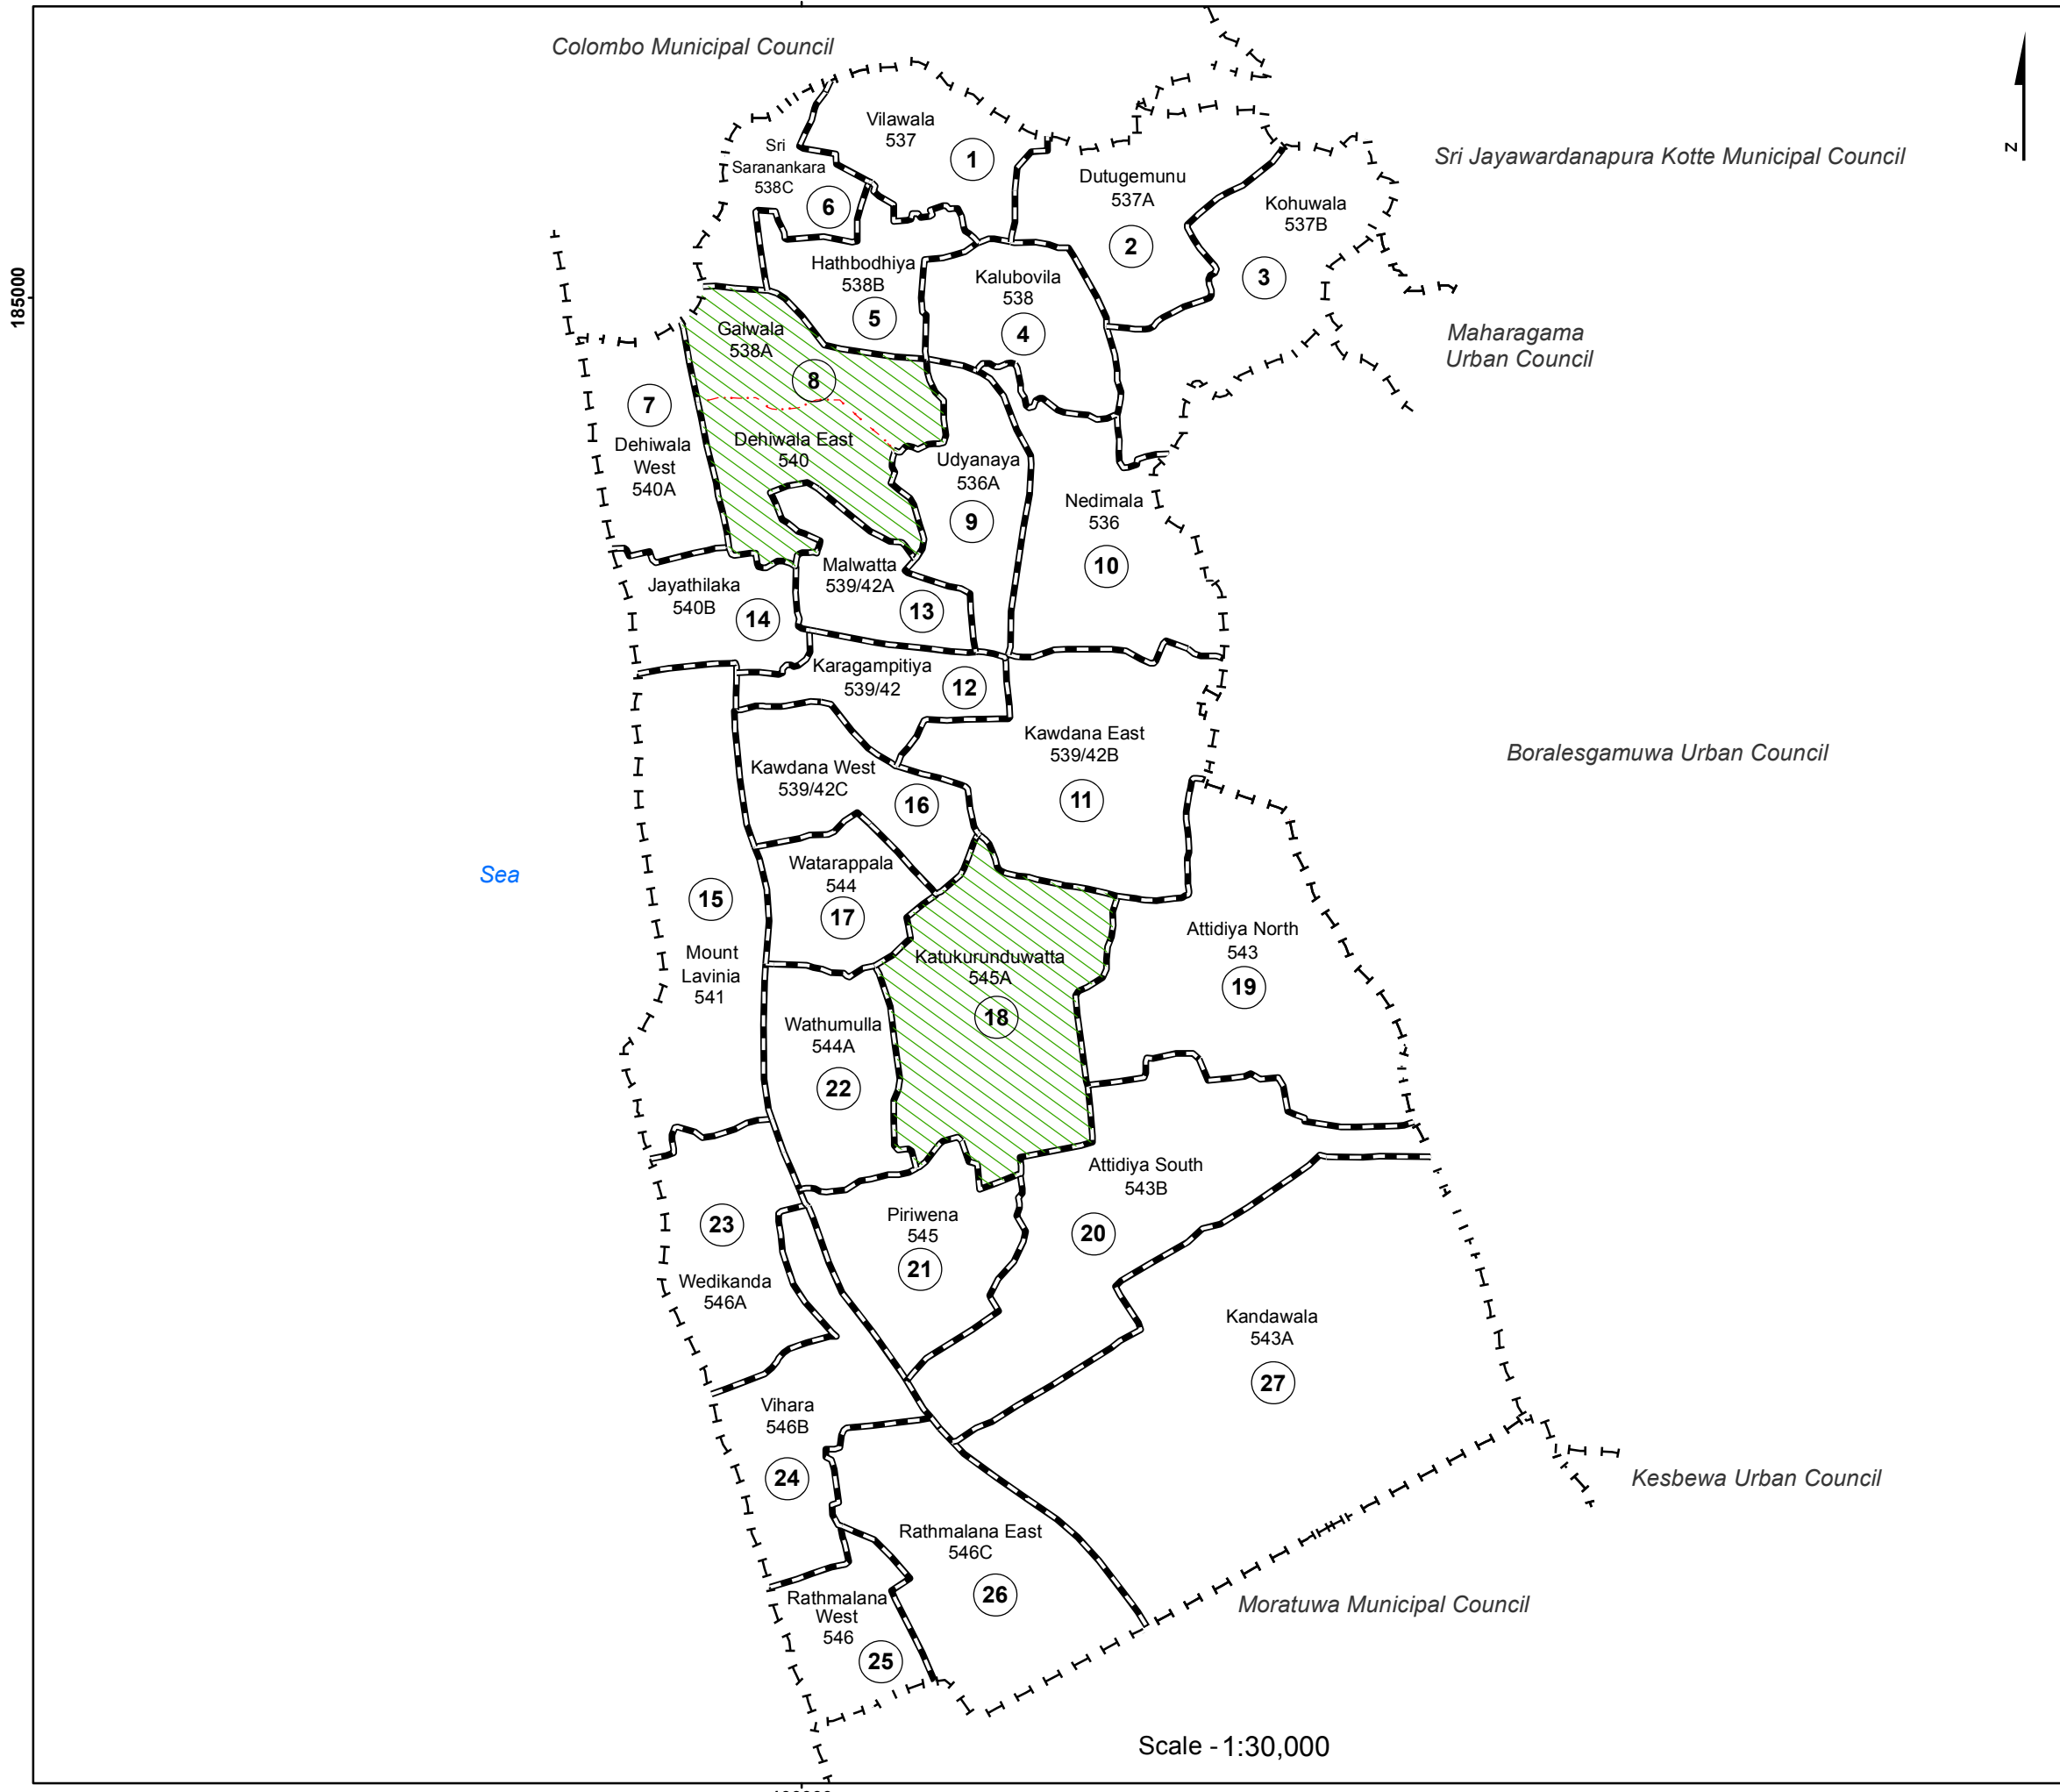 Colombo Municipal Council
Vilawala
537
1
Sri
Saranankara
538C
6
Dutugemunu
537A
2
Kohuwala
537B
3
Sri Jayawardanapura Kotte Municipal Council
N
Hathbodhiya
538B
5
Kalubovila
538
4
185000
Galwala
538A
8
Maharagama
Urban Council
7
Dehiwala
West
540A
Dehiwala East
540
Udyanaya
536A
9
Nedimala
536
10
Jayathilaka
540B
14
Malwatta
539/42A
13
Karagampitiya
539/42
12
Kawdana East
539/42B
11
Boralesgamuwa Urban Council
Kawdana West
539/42C
16
Sea
Watarappala
544
17
15
Mount
Lavinia
541
Katukurunduwatta
545A
18
Attidiya North
543
19
Wathumulla
544A
22
Attidiya South
543B
20
23
Wedikanda
546A
Piriwena
545
21
Kandawala
543A
27
Vihara
546B
24
Kesbewa Urban Council
Rathmalana East
546C
26
Rathmalana
West
546
25
Moratuwa Municipal Council
Scale - 1:30,000